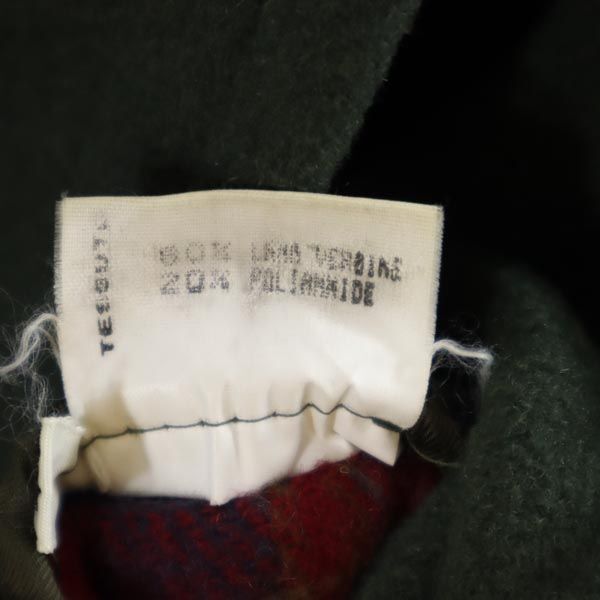 TESSUTO
80% LANA VERGINE
20% POLIAMMIDE